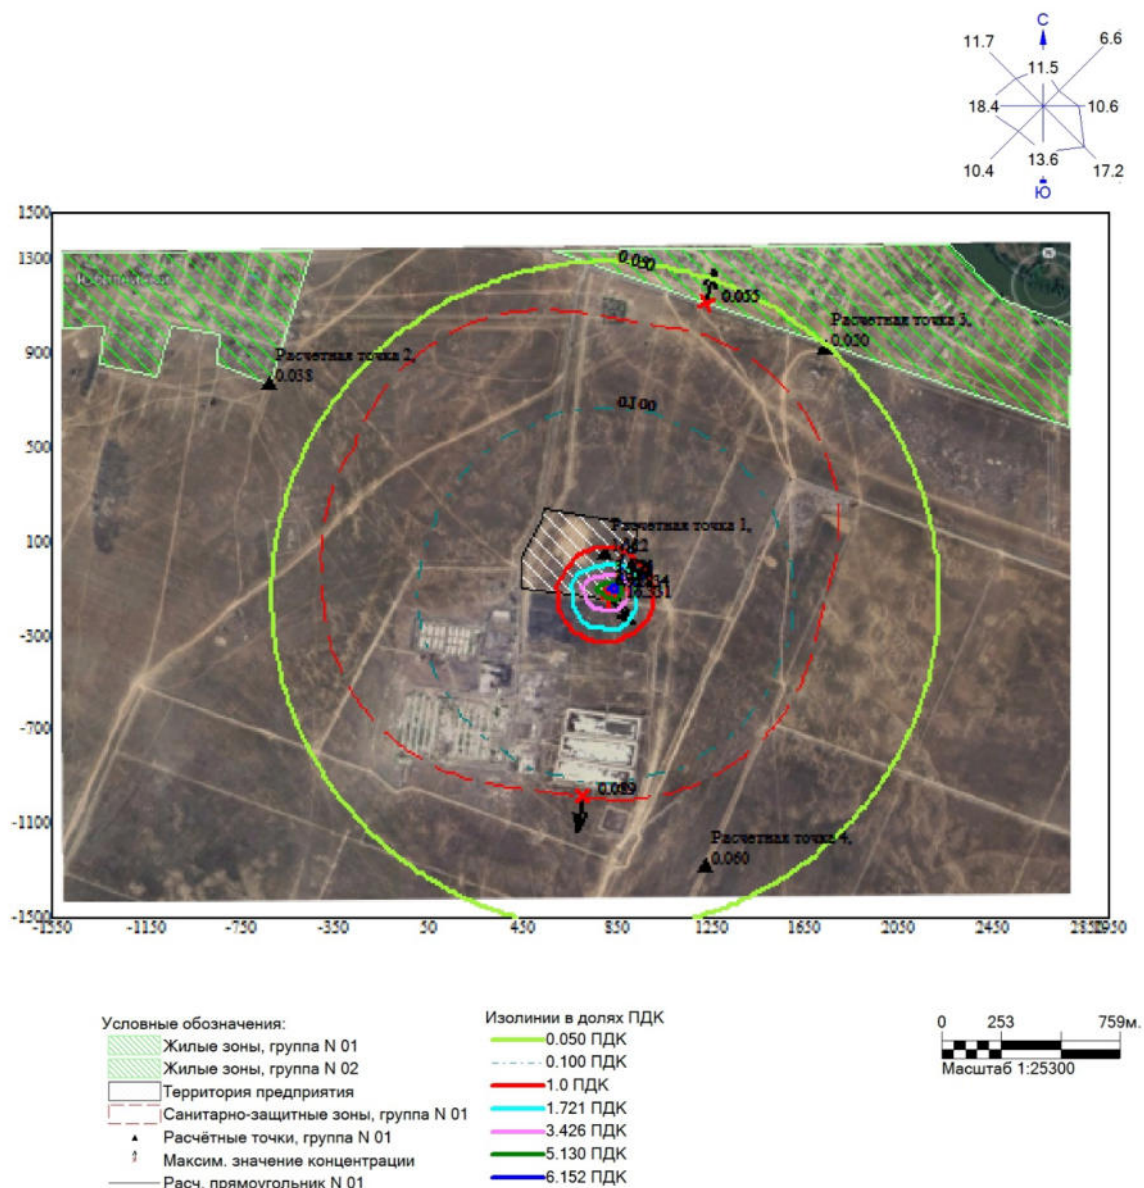 С
11.7
6.6
11.5
18.4
10.6
13.6
10.4
17.2
Ю
1500
1300
900
500
100
-300
-700
-1100
-1500
0.050
0.055
Расчетная точка 3,
0.050
Расчетная точка 2,
0.038
0.100
Расчетная точка 1,
0.089
Расчетная точка 4,
0.060
-1550
-1150
-750
-350
50
450
850
1250
1650
2050
2450
Условные обозначения:
Жилые зоны, группа N 01
Жилые зоны, группа N 02
Территория предприятия
Санитарно-защитные зоны, группа N 01
Расчётные точки, группа N 01
Максим. значение концентрации
Расч. прямоугольник N 01
Изолинии в долях ПДК
0.050 ПДК
0.100 ПДК
1.0 ПДК
1.721 ПДК
3.426 ПДК
5.130 ПДК
6.152 ПДК
0 253 759м.
Масштаб 1:25300